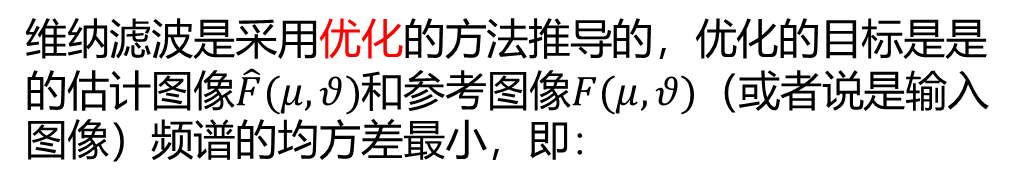 维纳滤波是采用优化的方法推导的，优化的目标是是
的估计图像F̂(μ,ϑ)和参考图像F(μ,ϑ)（或者说是输入
图像）频谱的均方差最小，即：